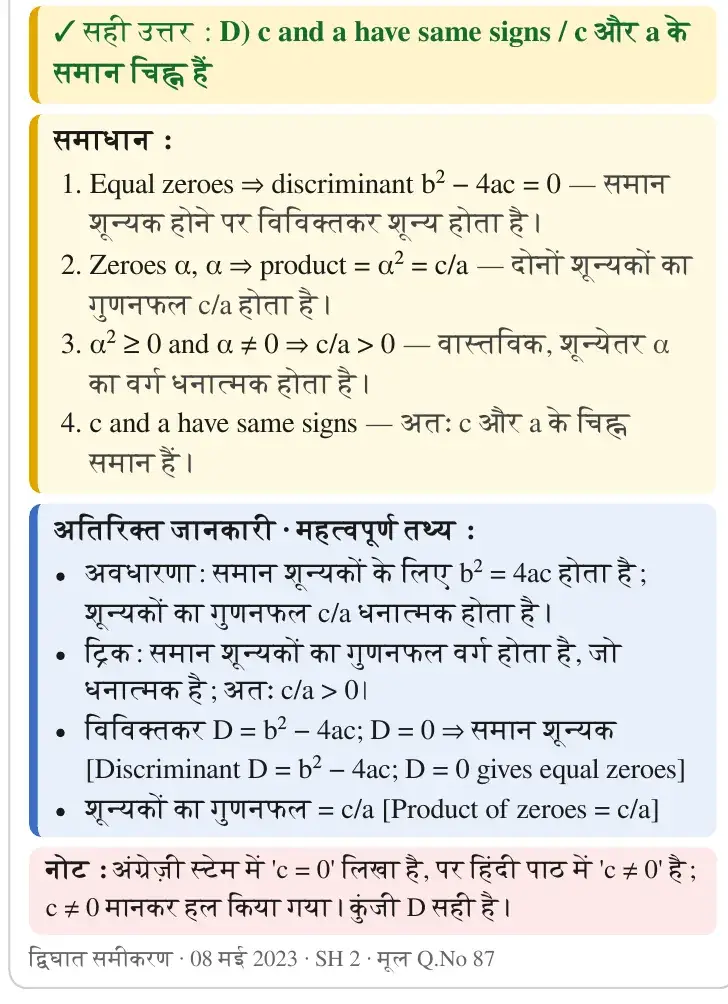 ✓ सही उत्तर : D) c and a have same signs / c और a के
समान चिह्न हैं
समाधान :
1. Equal zeroes ⇒ discriminant b² − 4ac = 0 — समान
शून्यक होने पर विविक्तकर शून्य होता है।
2. Zeroes α, α ⇒ product = α² = c/a — दोनों शून्यकों का
गुणनफल c/a होता है।
3. α² ≥ 0 and α ≠ 0 ⇒ c/a > 0 — वास्तविक, शून्येतर α
का वर्ग धनात्मक होता है।
4. c and a have same signs — अतः c और a के चिह्न
समान हैं।
अतिरिक्त जानकारी · महत्वपूर्ण तथ्य :
• अवधारणा : समान शून्यकों के लिए b² = 4ac होता है ;
शून्यकों का गुणनफल c/a धनात्मक होता है।
• ट्रिक : समान शून्यकों का गुणनफल वर्ग होता है, जो
धनात्मक है ; अतः c/a > 0।
• विविक्तकर D = b² − 4ac; D = 0 ⇒ समान शून्यक
[Discriminant D = b² − 4ac; D = 0 gives equal zeroes]
• शून्यकों का गुणनफल = c/a [Product of zeroes = c/a]
नोट : अंग्रेज़ी स्टेम में 'c = 0' लिखा है, पर हिंदी पाठ में 'c ≠ 0' है ;
c ≠ 0 मानकर हल किया गया। कुंजी D सही है।
द्विघात समीकरण · 08 मई 2023 · SH 2 · मूल Q.No 87